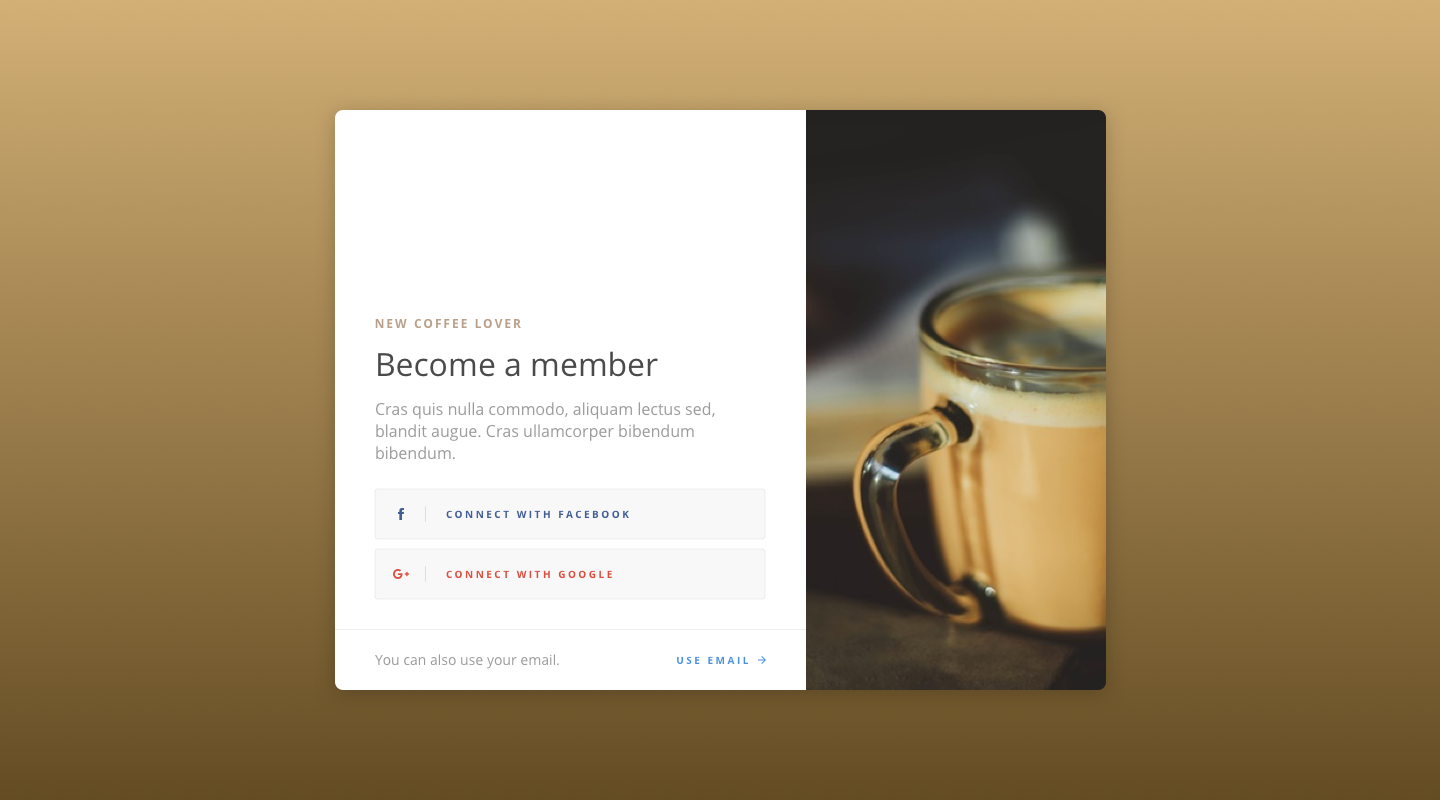 NEW COFFEE LOVER
Become a member
Cras quis nulla commodo, aliquam lectus sed,
blandit augue. Cras ullamcorper bibendum
bibendum.
f CONNECT WITH FACEBOOK
G+ CONNECT WITH GOOGLE
You can also use your email. USE EMAIL →